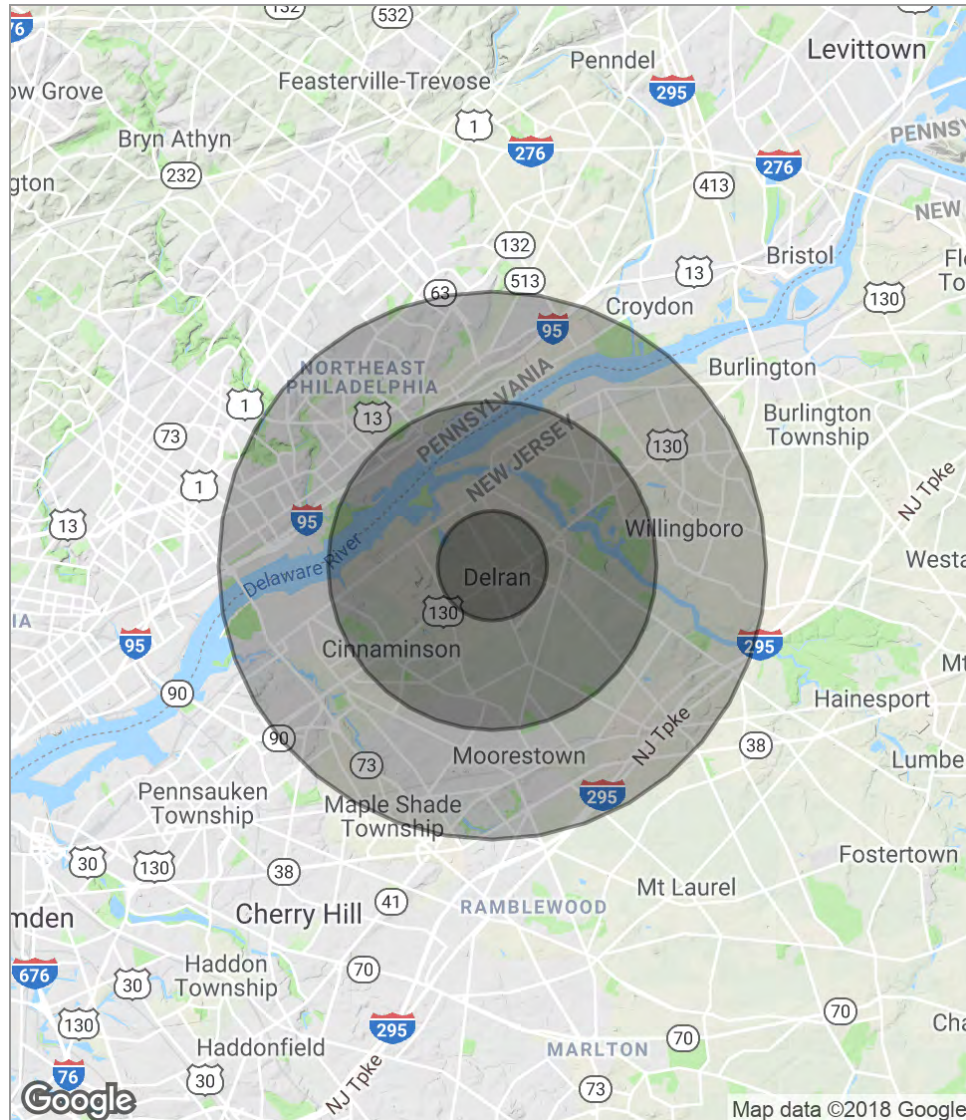 132
532
Levittown
76
Penndel
Feasterville-Trevose
295
ow Grove
1
Bryn Athyn
276
276
PENNSY
232
gton
413
NEW
132
Bristol
Fl
To
13
513
63
130
Croydon
95
NORTHEAST
PHILADELPHIA
PENNSYLVANIA
Burlington
1
13
Burlington
Township
73
NEW JERSEY
130
1
NJ Tpke
13
95
Willingboro
Westa
Delaware River
Delran
130
IA
95
Cinnaminson
295
Mt
90
Hainesport
NJ Tpke
90
38
Moorestown
Lumbe
73
Pennsauken
Township
295
Maple Shade
Township
30
130
38
Fostertown
41
Mt Laurel
RAMBLEWOOD
mden
Cherry Hill
676
Haddon
Township
70
30
70
130
295
70
Cha
Haddonfield
MARLTON
76
30
NJ Tpke
73
Google
Map data ©2018 Google